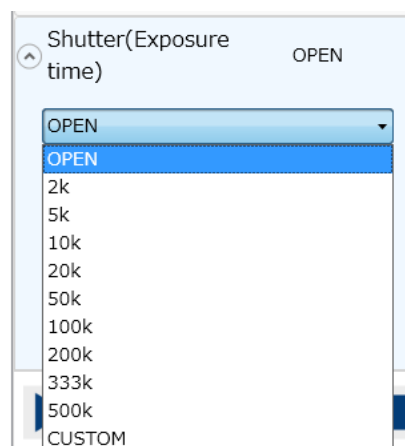 Shutter(Exposure
time)
OPEN
OPEN
OPEN
2k
5k
10k
20k
50k
100k
200k
333k
500k
CUSTOM